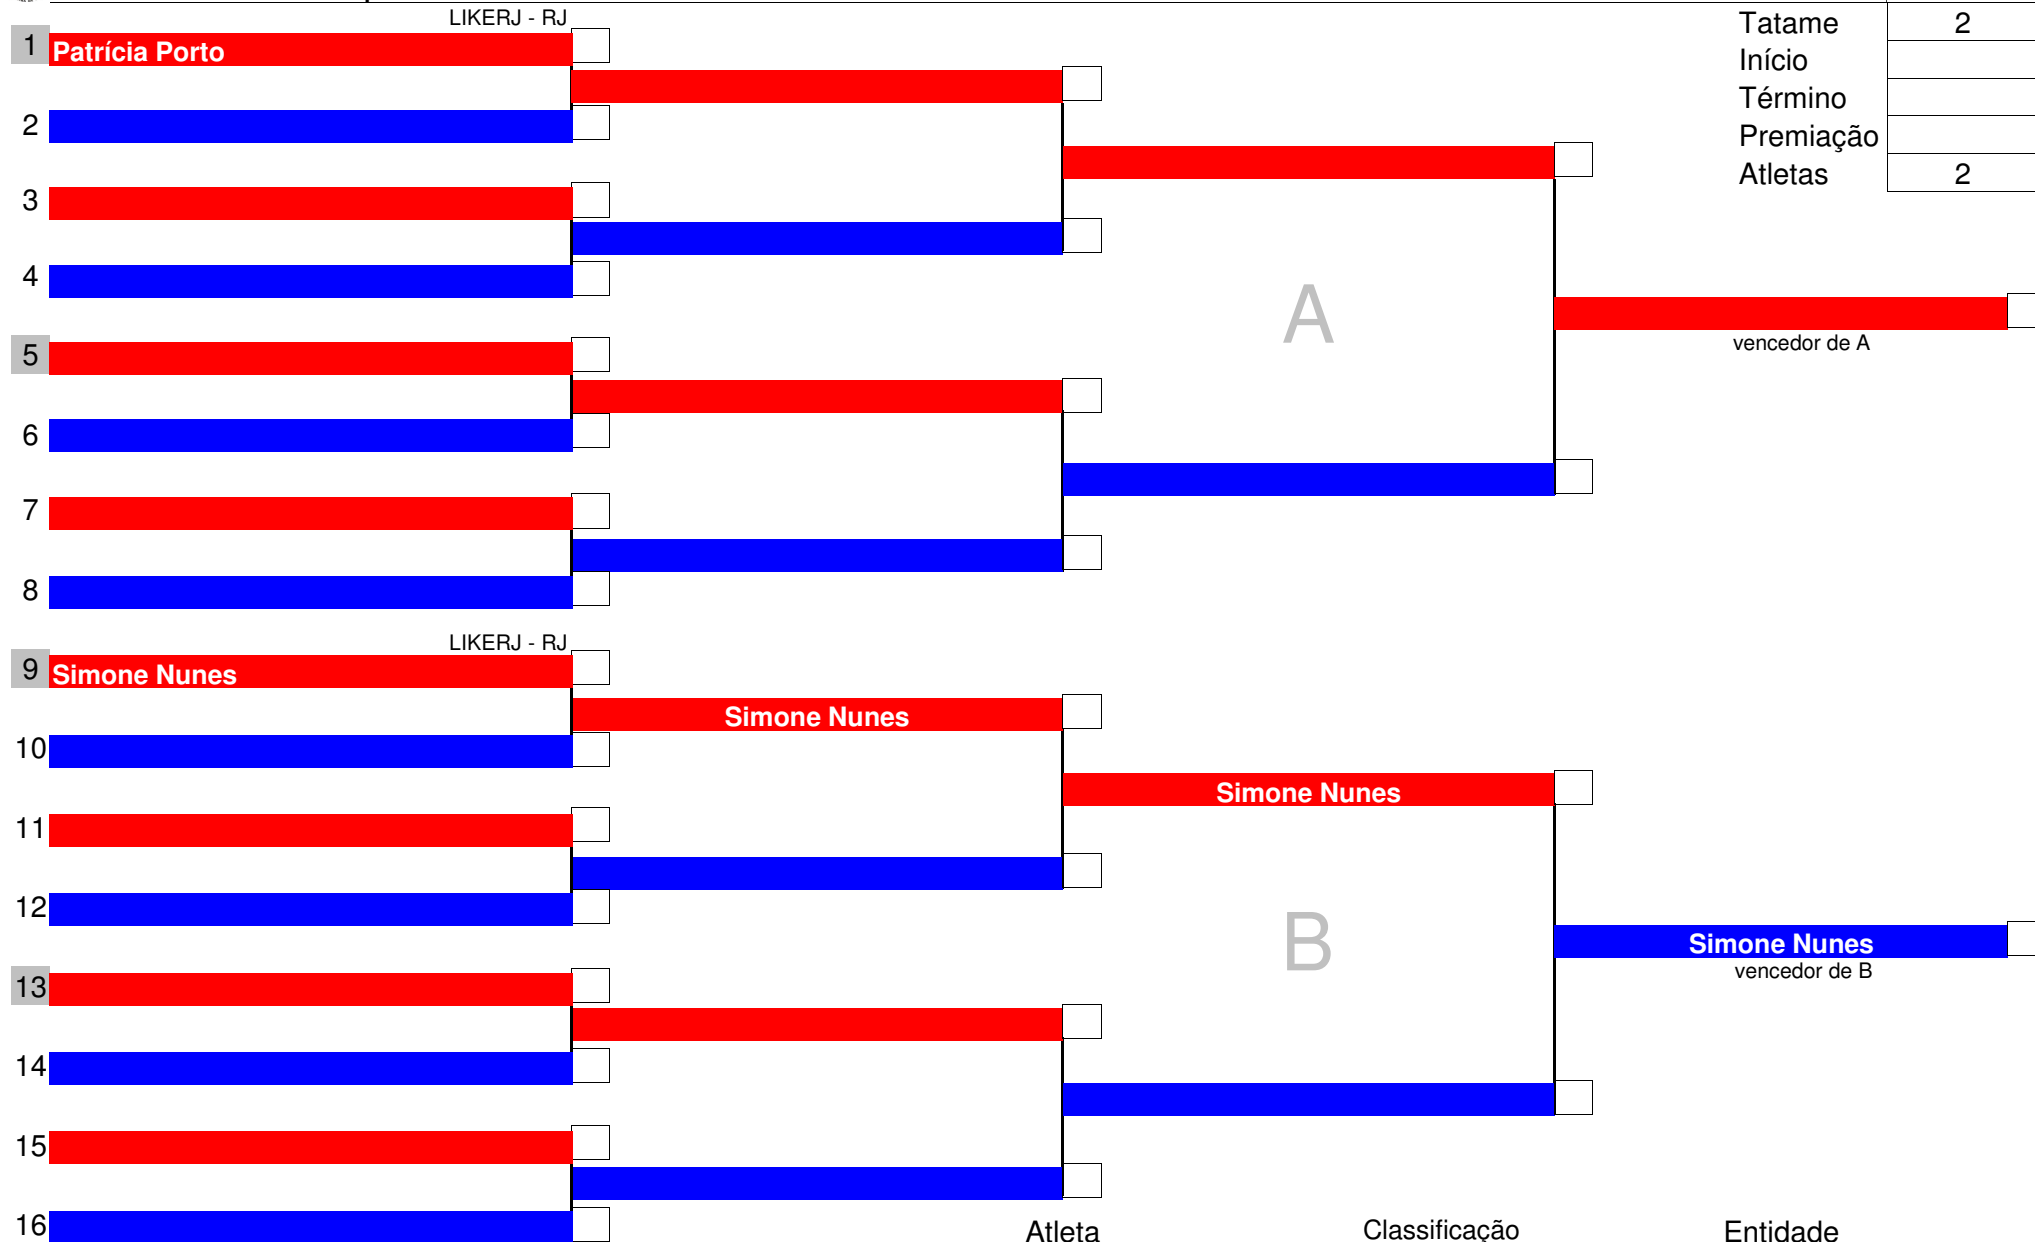 LIKERJ - RJ
Tatame 2
1 Patrícia Porto
Início
Término
2
Premiação
Atletas 2
3
4
A
vencedor de A
5
6
7
8
LIKERJ - RJ
9 Simone Nunes
Simone Nunes
10
Simone Nunes
11
12
B
Simone Nunes
vencedor de B
13
14
15
16
Atleta Classificação Entidade